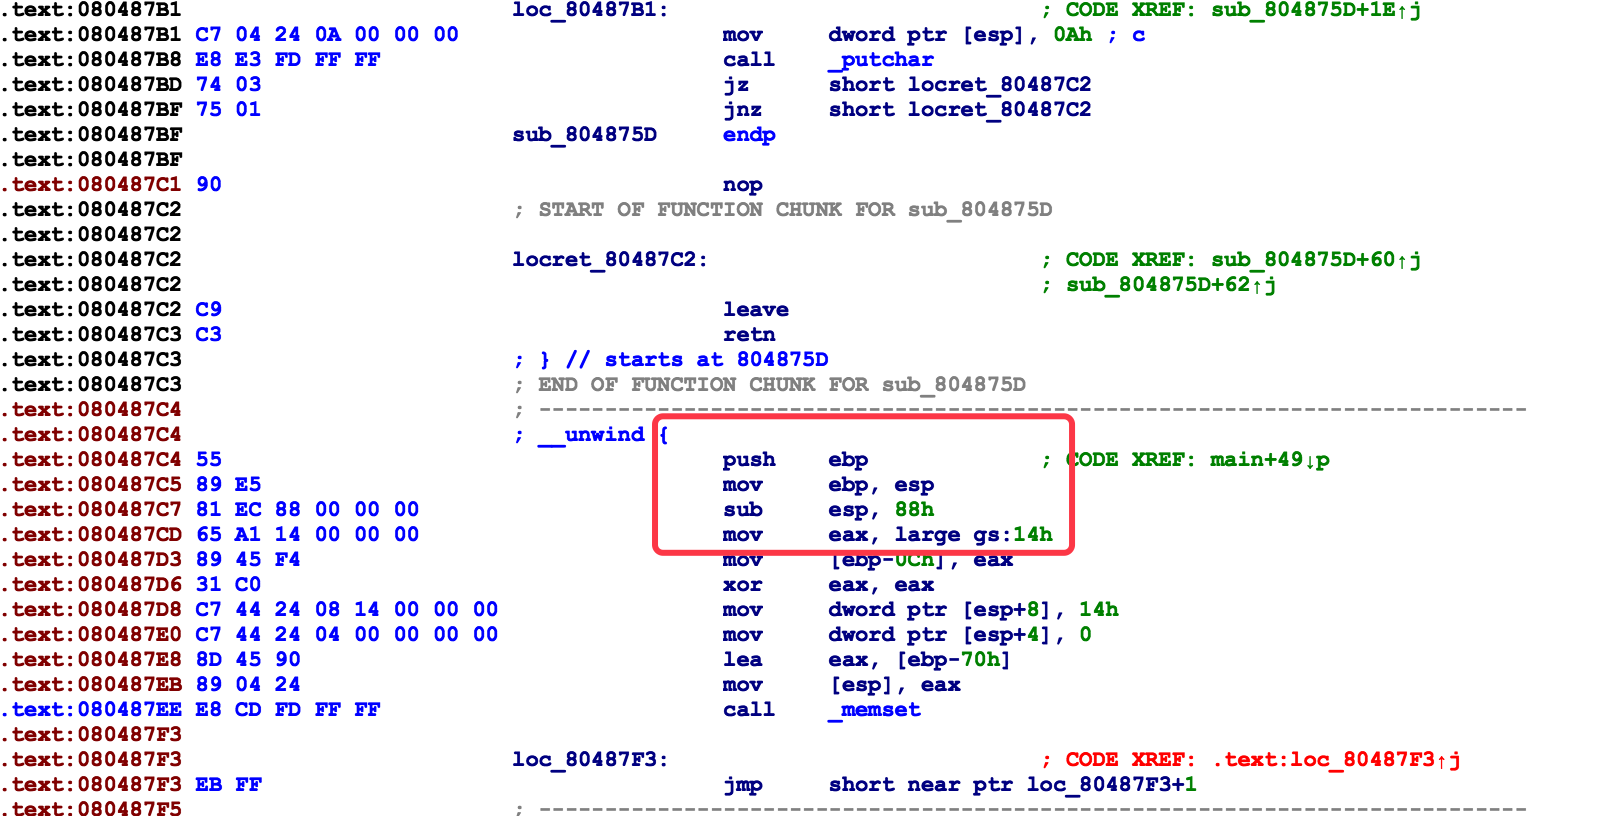 .text:080487B1 loc_80487B1: ; CODE XREF: sub_804875D+1E↑j
.text:080487B1 C7 04 24 0A 00 00 00 mov dword ptr [esp], 0Ah ; c
.text:080487B8 E8 E3 FD FF FF call _putchar
.text:080487BD 74 03 jz short locret_80487C2
.text:080487BF 75 01 jnz short locret_80487C2
.text:080487BF sub_804875D endp
.text:080487BF
.text:080487C1 90 nop
.text:080487C2 ; START OF FUNCTION CHUNK FOR sub_804875D
.text:080487C2
.text:080487C2 locret_80487C2: ; CODE XREF: sub_804875D+60↑j
.text:080487C2 ; sub_804875D+62↑j
.text:080487C2 C9 leave
.text:080487C3 C3 retn
.text:080487C3 ; } // starts at 804875D
.text:080487C3 ; END OF FUNCTION CHUNK FOR sub_804875D
.text:080487C4 ; ---------------------------------------------------------------------------
.text:080487C4 ; __unwind {
.text:080487C4 55 push ebp ; CODE XREF: main+49↓p
.text:080487C5 89 E5 mov ebp, esp
.text:080487C7 81 EC 88 00 00 00 sub esp, 88h
.text:080487CD 65 A1 14 00 00 00 mov eax, large gs:14h
.text:080487D3 89 45 F4 mov [ebp-0Ch], eax
.text:080487D6 31 C0 xor eax, eax
.text:080487D8 C7 44 24 08 14 00 00 00 mov dword ptr [esp+8], 14h
.text:080487E0 C7 44 24 04 00 00 00 00 mov dword ptr [esp+4], 0
.text:080487E8 8D 45 90 lea eax, [ebp-70h]
.text:080487EB 89 04 24 mov [esp], eax
.text:080487EE E8 CD FD FF FF call _memset
.text:080487F3
.text:080487F3 loc_80487F3: ; CODE XREF: .text:loc_80487F3↑j
.text:080487F3 EB FF jmp short near ptr loc_80487F3+1
.text:080487F5 ; ---------------------------------------------------------------------------